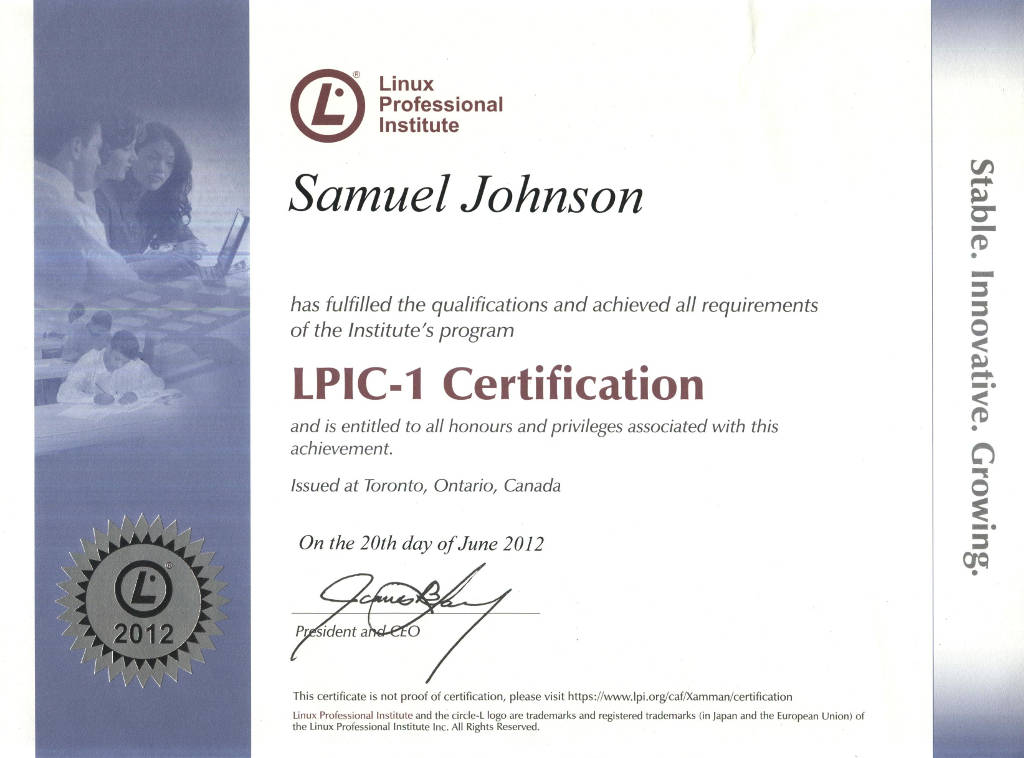 Linux
Professional
Institute
Samuel Johnson
has fulfilled the qualifications and achieved all requirements
of the Institute's program
LPIC-1 Certification
and is entitled to all honours and privileges associated with this
achievement.
Issued at Toronto, Ontario, Canada
On the 20th day of June 2012
President and CEO
This certificate is not proof of certification, please visit https://www.lpi.org/caf/Xamman/certification
Linux Professional Institute and the circle-L logo are trademarks and registered trademarks (in Japan and the European Union) of
the Linux Professional Institute Inc. All Rights Reserved.
L ®
2012
Stable. Innovative. Growing.